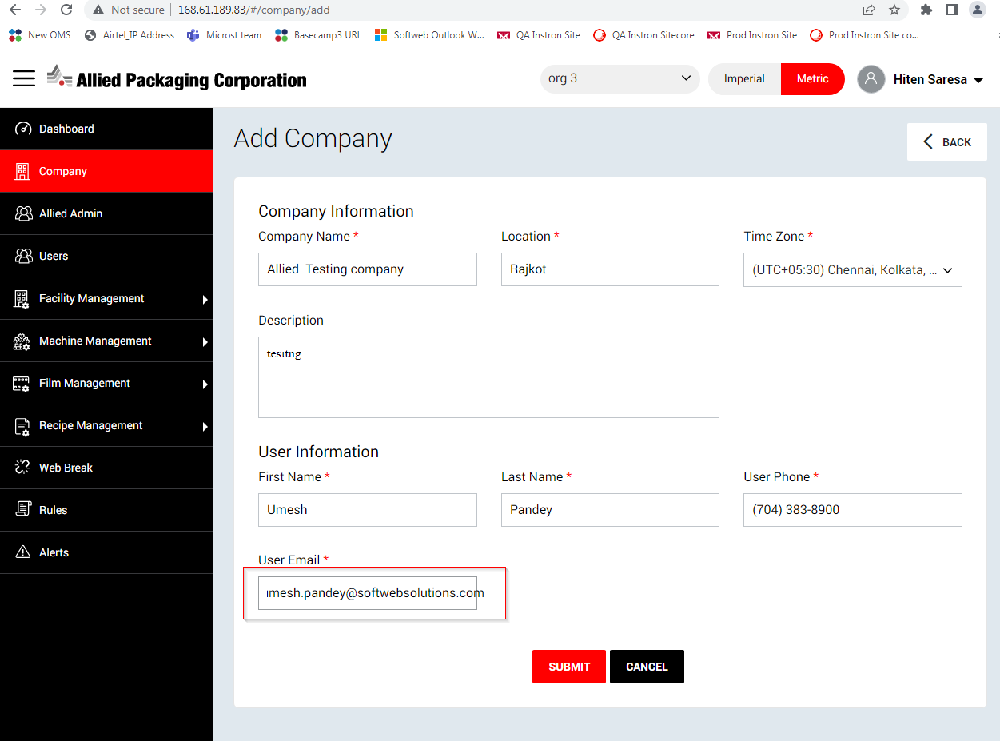 Not secure | 168.61.189.83/#/company/add
New OMS Airtel_IP Address Microst team Basecamp3 URL Softweb Outlook W... QA Instron Site QA Instron Sitecore Prod Instron Site Prod Instron Site co...
Allied Packaging Corporation org 3 Imperial Metric Hiten Saresa
Dashboard
Company
Allied Admin
Users
Facility Management
Machine Management
Film Management
Recipe Management
Web Break
Rules
Alerts
Add Company
BACK
Company Information
Company Name * Location * Time Zone *
Allied  Testing company Rajkot (UTC+05:30) Chennai, Kolkata, ...
Description
tesitng
User Information
First Name * Last Name * User Phone *
Umesh Pandey (704) 383-8900
User Email *
umesh.pandey@softwebsolutions.com
SUBMIT CANCEL